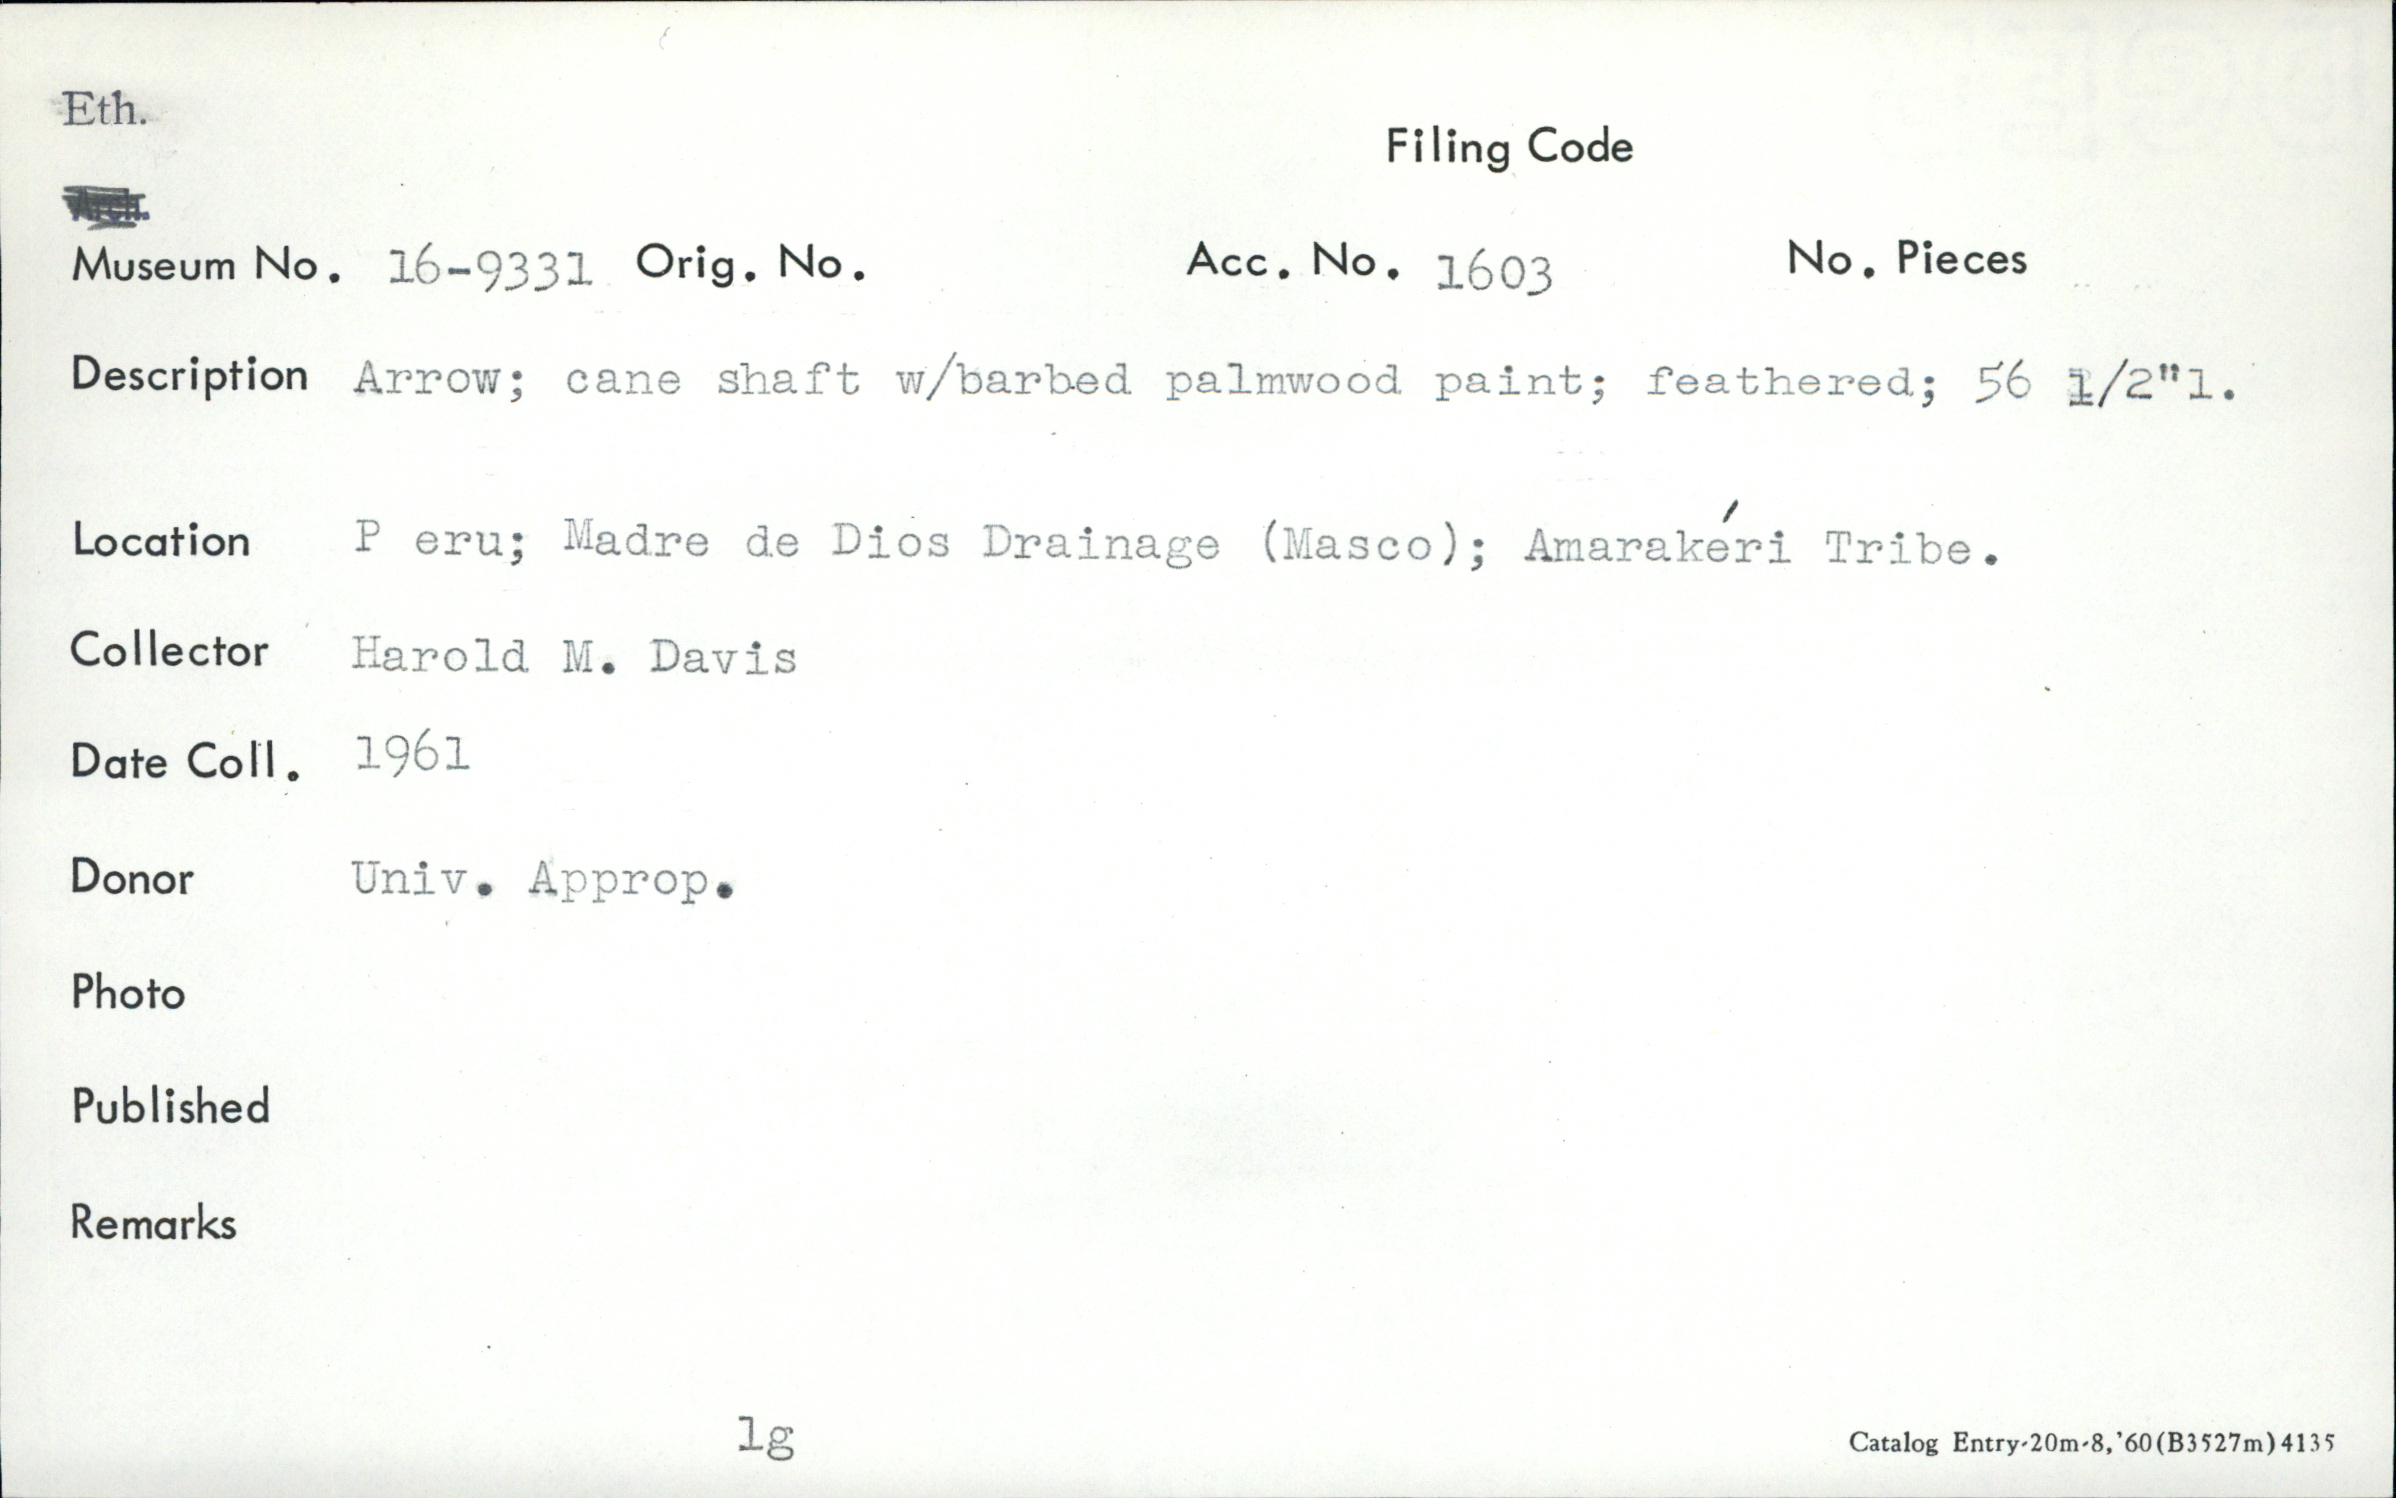 Eth.
Filing Code
Arch.
Museum No. 16-9331 Orig. No. Acc. No. 1603 No. Pieces
Description Arrow; cane shaft w/barbed palmwood paint; feathered; 56 1/2"l.
Location P eru; Madre de Dios Drainage (Masco); Amarakéri Tribe.
Collector Harold M. Davis
Date Coll. 1961
Donor Univ. Approp.
Photo
Published
Remarks
lg
Catalog Entry-20m-8,'60(B3527m)4135